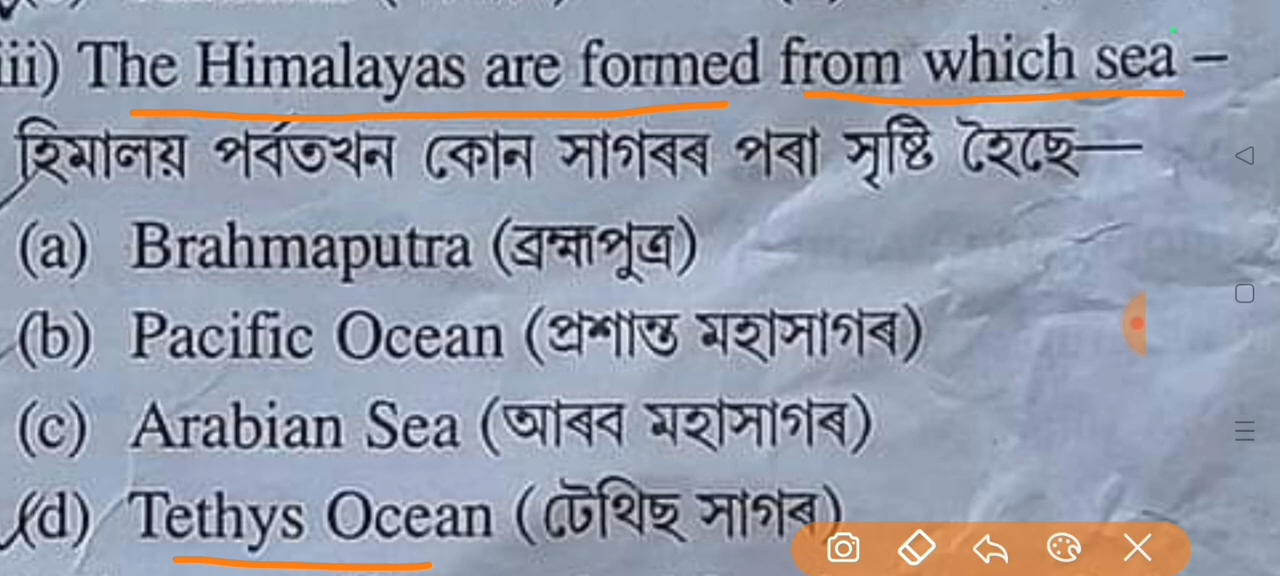 iii) The Himalayas are formed from which sea –
হিমালয় পৰ্বতখন কোন সাগৰৰ পৰা সৃষ্টি হৈছে—
(a) Brahmaputra (ব্ৰহ্মপুত্ৰ)
(b) Pacific Ocean (প্ৰশান্ত মহাসাগৰ)
(c) Arabian Sea (আৰব মহাসাগৰ)
(d) Tethys Ocean (টেথিছ সাগৰ)